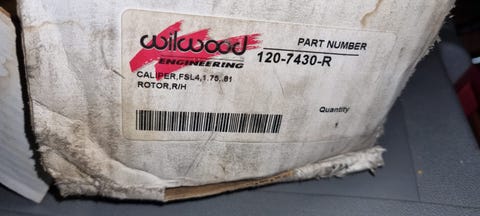 wilwood
ENGINEERING
PART NUMBER
120-7430-R
CALIPER,FSL4,1.75,.81
ROTOR,R/H
Quantity
1